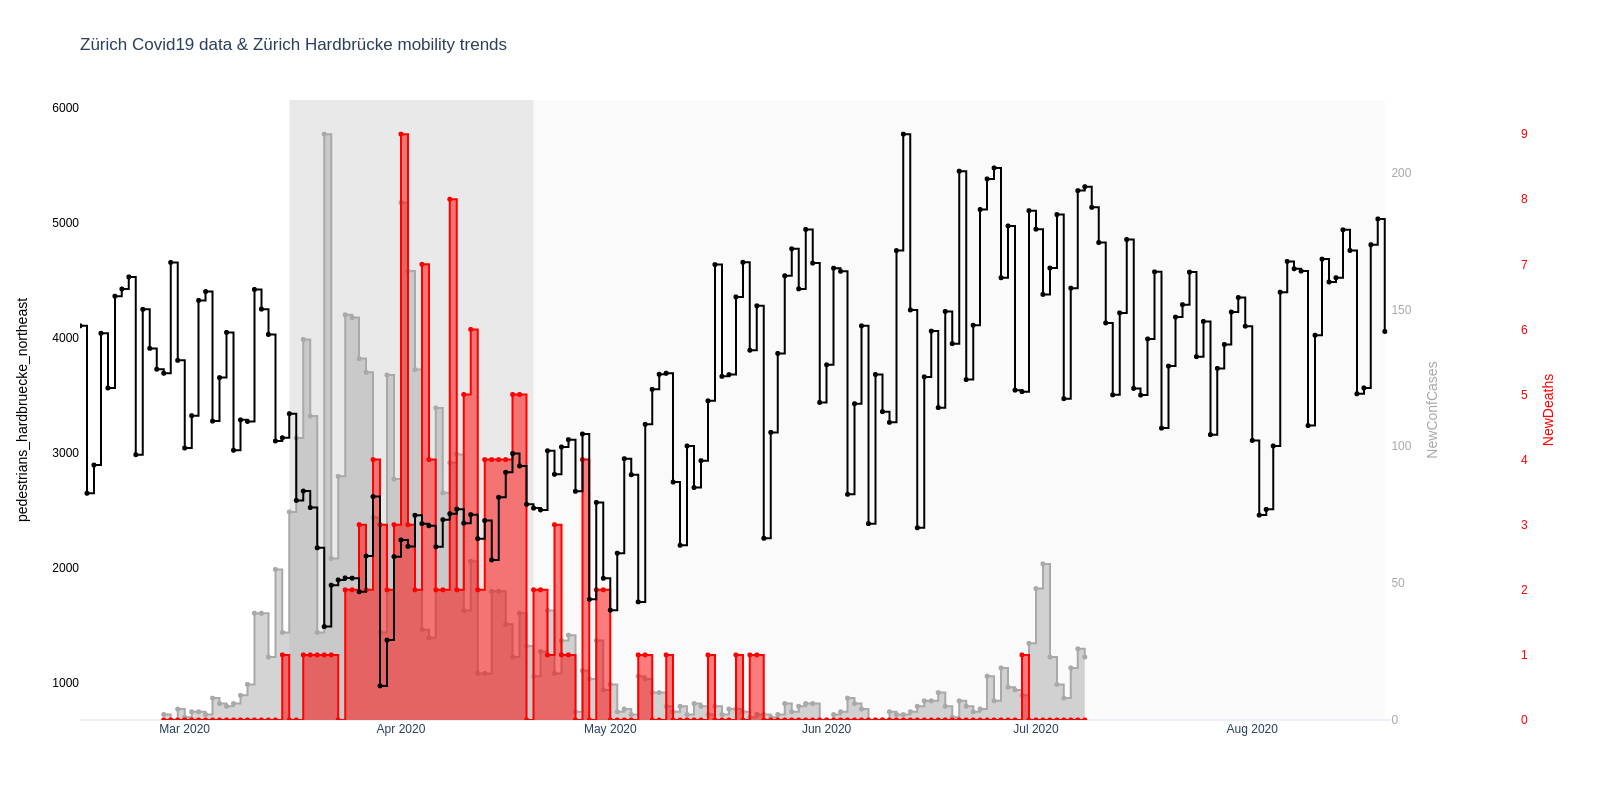 Zürich Covid19 data & Zürich Hardbrücke mobility trends
6000
5000
4000
3000
2000
1000
pedestrians_hardbruecke_northeast
200
150
100
50
0
NewConfCases
9
8
7
6
5
4
3
2
1
0
NewDeaths
Mar 2020
Apr 2020
May 2020
Jun 2020
Jul 2020
Aug 2020